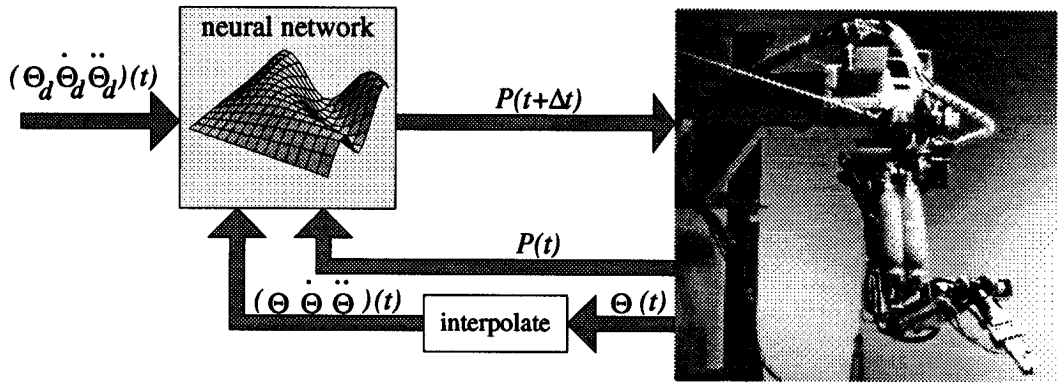 neural network
(Θ_d Θ̇_d Θ̈_d)(t)
P(t+Δt)
P(t)
(Θ Θ̇ Θ̈)(t)
interpolate
Θ(t)